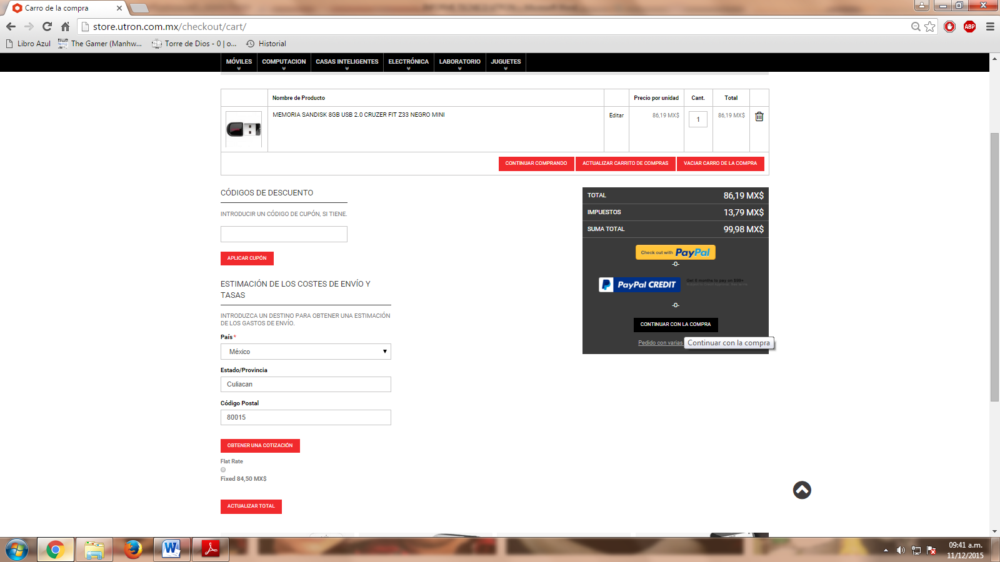 Carro de la compra
store.utron.com.mx/checkout/cart/
Libro Azul
The Gamer (Manhw...
Torre de Dios - 0 | o...
Historial
MÓVILES
COMPUTACION
CASAS INTELIGENTES
ELECTRÓNICA
LABORATORIO
JUGUETES
Nombre de Producto
Precio por unidad
Cant.
Total
MEMORIA SANDISK 8GB USB 2.0 CRUZER FIT Z33 NEGRO MINI
Editar
86,19 MX$
1
86,19 MX$
CONTINUAR COMPRANDO
ACTUALIZAR CARRITO DE COMPRAS
VACIAR CARRO DE LA COMPRA
CÓDIGOS DE DESCUENTO
INTRODUCIR UN CÓDIGO DE CUPÓN, SI TIENE.
APLICAR CUPÓN
ESTIMACIÓN DE LOS COSTES DE ENVÍO Y
TASAS
INTRODUZCA UN DESTINO PARA OBTENER UNA ESTIMACIÓN
DE LOS GASTOS DE ENVÍO.
País*
México
Estado/Provincia
Culiacan
Código Postal
80015
OBTENER UNA COTIZACIÓN
Flat Rate
Fixed 84,50 MX$
ACTUALIZAR TOTAL
TOTAL 86,19 MX$
IMPUESTOS 13,79 MX$
SUMA TOTAL 99,98 MX$
Check out with PayPal
-O-
PayPal CREDIT
Get 6 months to pay on $99+
-O-
CONTINUAR CON LA COMPRA
Pedido con varias
Continuar con la compra
ABP
09:41 a.m.
11/12/2015